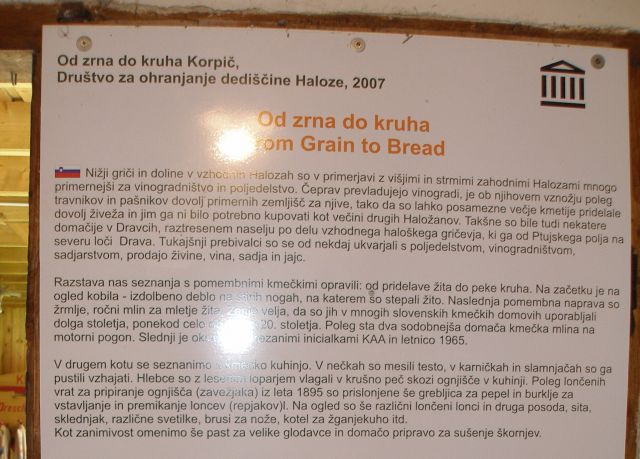 Od zrna do kruha Korpič,
Društvo za ohranjanje dediščine Haloze, 2007
Od zrna do kruha
rom Grain to Bread
Nižji griči in doline v vzhodnih Halozah so v primerjavi z višjimi in strmimi zahodnimi Halozami mnogo
primernejši za vinogradništvo in poljedelstvo. Čeprav prevladujejo vinogradi, je ob njihovem vznožju poleg
travnikov in pašnikov dovolj primernih zemljišč za njive, tako da so lahko posamezne večje kmetije pridelale
dovolj živeža in jim ga ni bilo potrebno kupovati kot večini drugih Haložanov. Takšne so bile tudi nekatere
domačije v Dravcih, raztresenem naselju po delu vzhodnega haloškega gričevja, ki ga od Ptujskega polja na
severu loči Drava. Tukajšnji prebivalci so se od nekdaj ukvarjali s poljedelstvom, vinogradništvom,
sadjarstvom, prodajo živine, vina, sadja in jajc.
Razstava nas seznanja s pomembnimi kmečkimi opravili: od pridelave žita do peke kruha. Na začetku je na
ogled kobila - izdolbeno deblo na nogah, na katerem so stepali žito. Naslednja pomembna naprava so
žrmlje, ročni mlin za mletje žita. velja, da so jih v mnogih slovenskih kmečkih domovih uporabljali
dolga stoletja, ponekod celo 20. stoletja. Poleg sta dva sodobnejša domača kmečka mlina na
motorni pogon. Slednji je inicialkami KAA in letnico 1965.
V drugem kotu se seznanimo kuhinjo. V nečkah so mesili testo, v karničkah in slamnjačah so ga
pustili vzhajati. Hlebce so z lesenim loparjem vlagali v krušno peč skozi ognjišče v kuhinji. Poleg lončenih
vrat za pripiranje ognjišča (zavezjaka) iz leta 1895 so prislonjene še grebljica za pepel in burklje za
vstavljanje in premikanje loncev (repjakov)l. Na ogled so še različni lončeni lonci in druga posoda, sita,
sklednjak, različne svetilke, brusi za nože, kotel za žganjekuho itd.
Kot zanimivost omenimo še past za velike glodavce in domačo pripravo za sušenje škornjev.